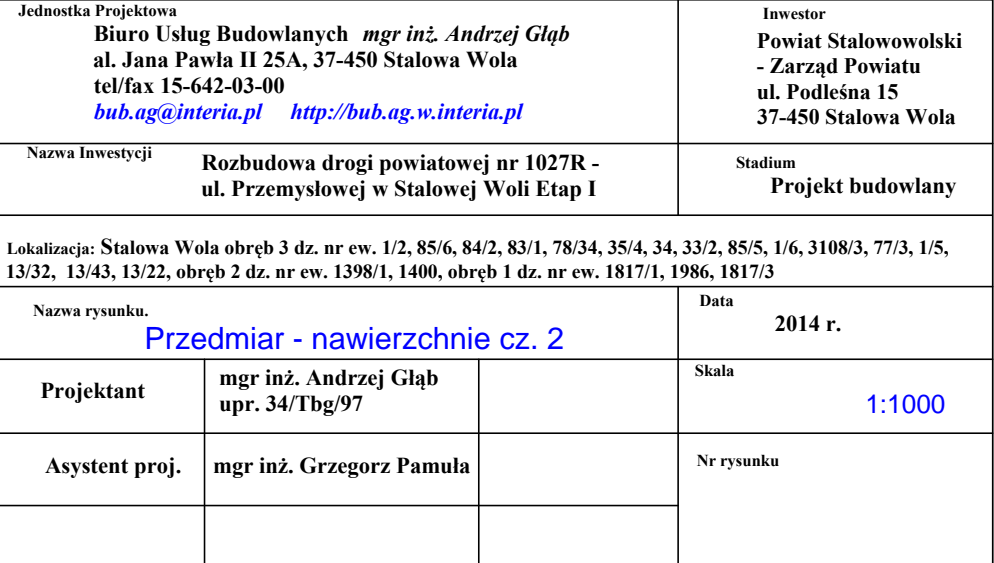 Jednostka Projektowa
Biuro Usług Budowlanych mgr inż. Andrzej Głąb
al. Jana Pawła II 25A, 37-450 Stalowa Wola
tel/fax 15-642-03-00
bub.ag@interia.pl http://bub.ag.w.interia.pl
Inwestor
Powiat Stalowowolski
- Zarząd Powiatu
ul. Podleśna 15
37-450 Stalowa Wola
Nazwa Inwestycji
Rozbudowa drogi powiatowej nr 1027R -
ul. Przemysłowej w Stalowej Woli Etap I
Stadium
Projekt budowlany
Lokalizacja: Stalowa Wola obręb 3 dz. nr ew. 1/2, 85/6, 84/2, 83/1, 78/34, 35/4, 34, 33/2, 85/5, 1/6, 3108/3, 77/3, 1/5,
13/32, 13/43, 13/22, obręb 2 dz. nr ew. 1398/1, 1400, obręb 1 dz. nr ew. 1817/1, 1986, 1817/3
Nazwa rysunku.
Przedmiar - nawierzchnie cz. 2
Data
2014 r.
Projektant
mgr inż. Andrzej Głąb
upr. 34/Tbg/97
Skala
1:1000
Asystent proj.
mgr inż. Grzegorz Pamuła
Nr rysunku